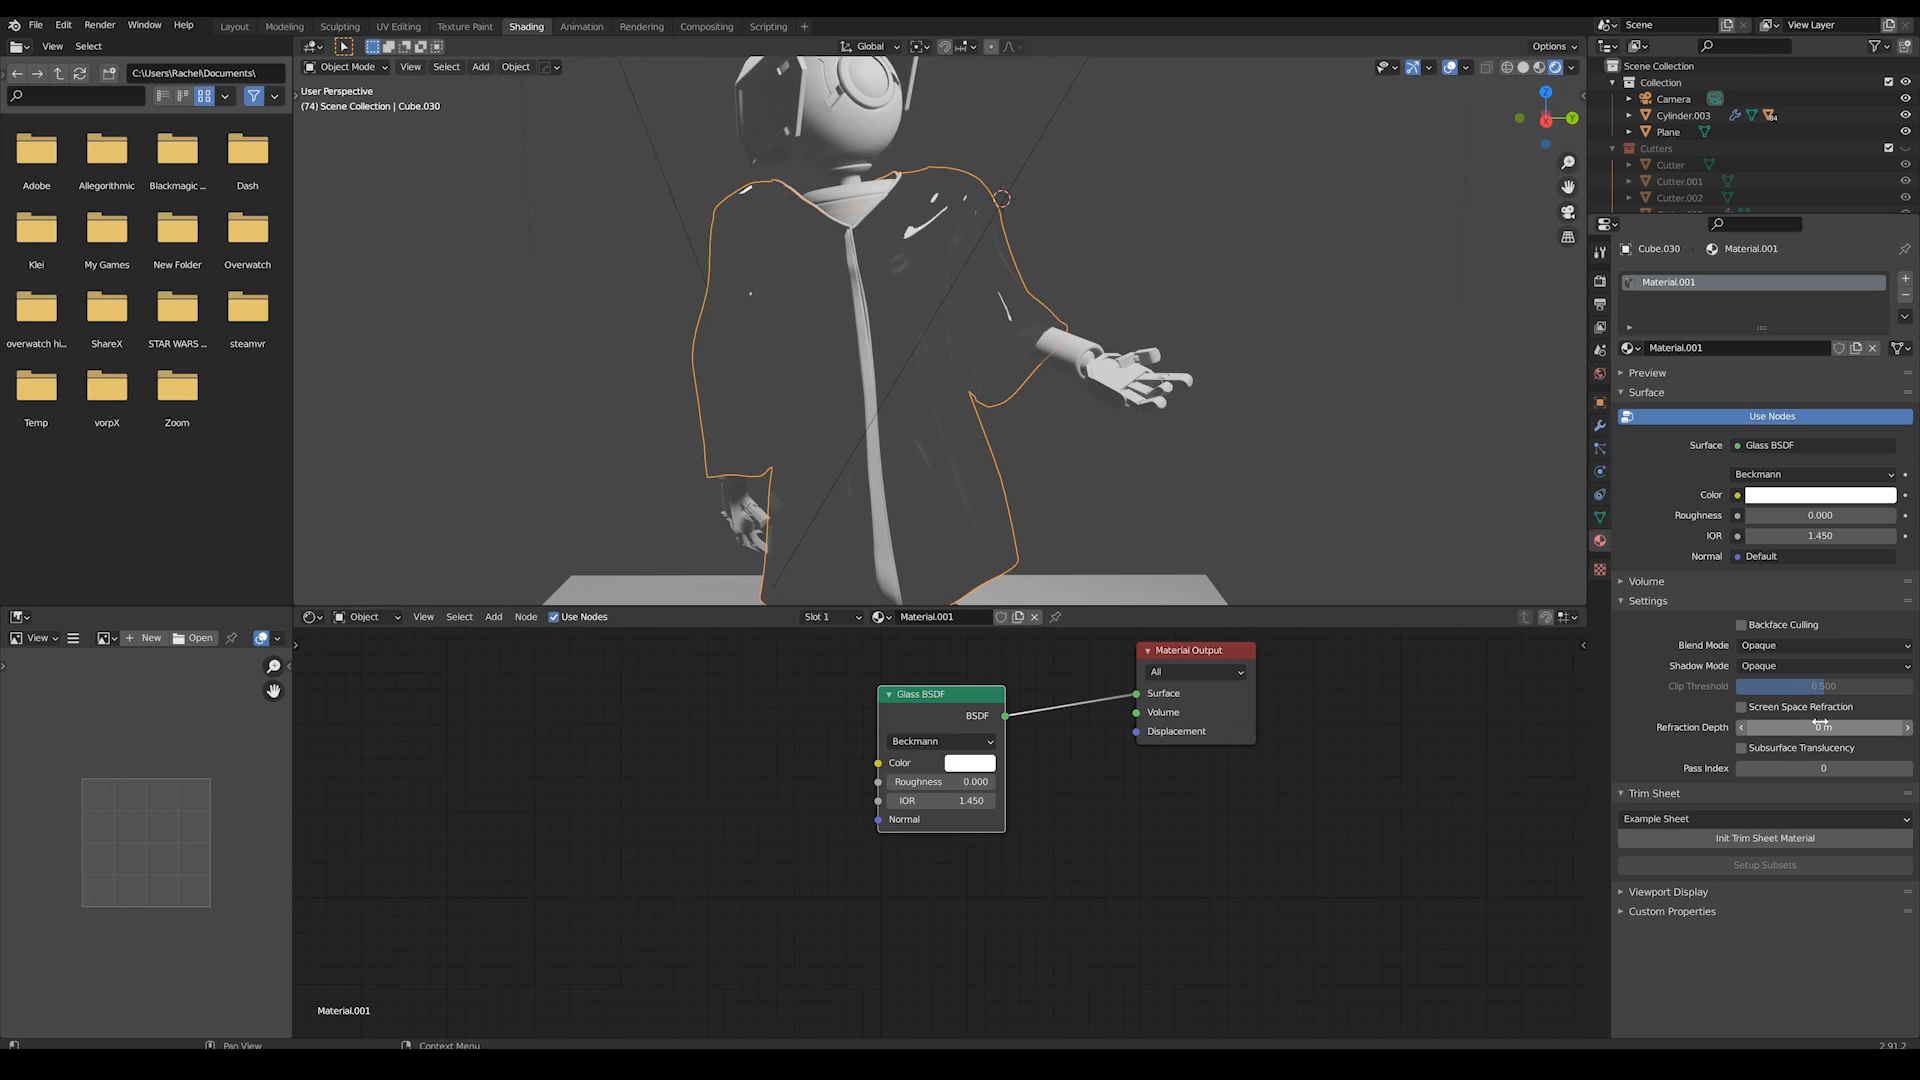 File Edit Render Window Help Layout Modeling Sculpting UV Editing Texture Paint Shading Animation Rendering Compositing Scripting + Scene View Layer
View Select
Global Options
C:\Users\Rachel\Documents\
Object Mode View Select Add Object
User Perspective
(74) Scene Collection | Cube.030
Adobe Allegorithmic Blackmagic ... Dash
Klei My Games New Folder Overwatch
overwatch hi... ShareX STAR WARS ... steamvr
Temp vorpX Zoom
Z
Y
X
Scene Collection
Collection
Camera
Cylinder.003
Plane
Cutters
Cutter
Cutter.001
Cutter.002
Cube.030 Material.001
Material.001
Material.001
Preview
Surface
Use Nodes
Surface Glass BSDF
Beckmann
Color
Roughness 0.000
IOR 1.450
Normal Default
Volume
Settings
Backface Culling
Blend Mode Opaque
Shadow Mode Opaque
Clip Threshold 0.500
Screen Space Refraction
Refraction Depth 0 m
Subsurface Translucency
Pass Index 0
Trim Sheet
Example Sheet
Init Trim Sheet Material
Setup Subsets
Viewport Display
Custom Properties
View + New Open
Object View Select Add Node Use Nodes Slot 1 Material.001
Material Output
All
Surface
Volume
Displacement
Glass BSDF
BSDF
Beckmann
Color
Roughness 0.000
IOR 1.450
Normal
Material.001
Pan View Context Menu 2.91.2